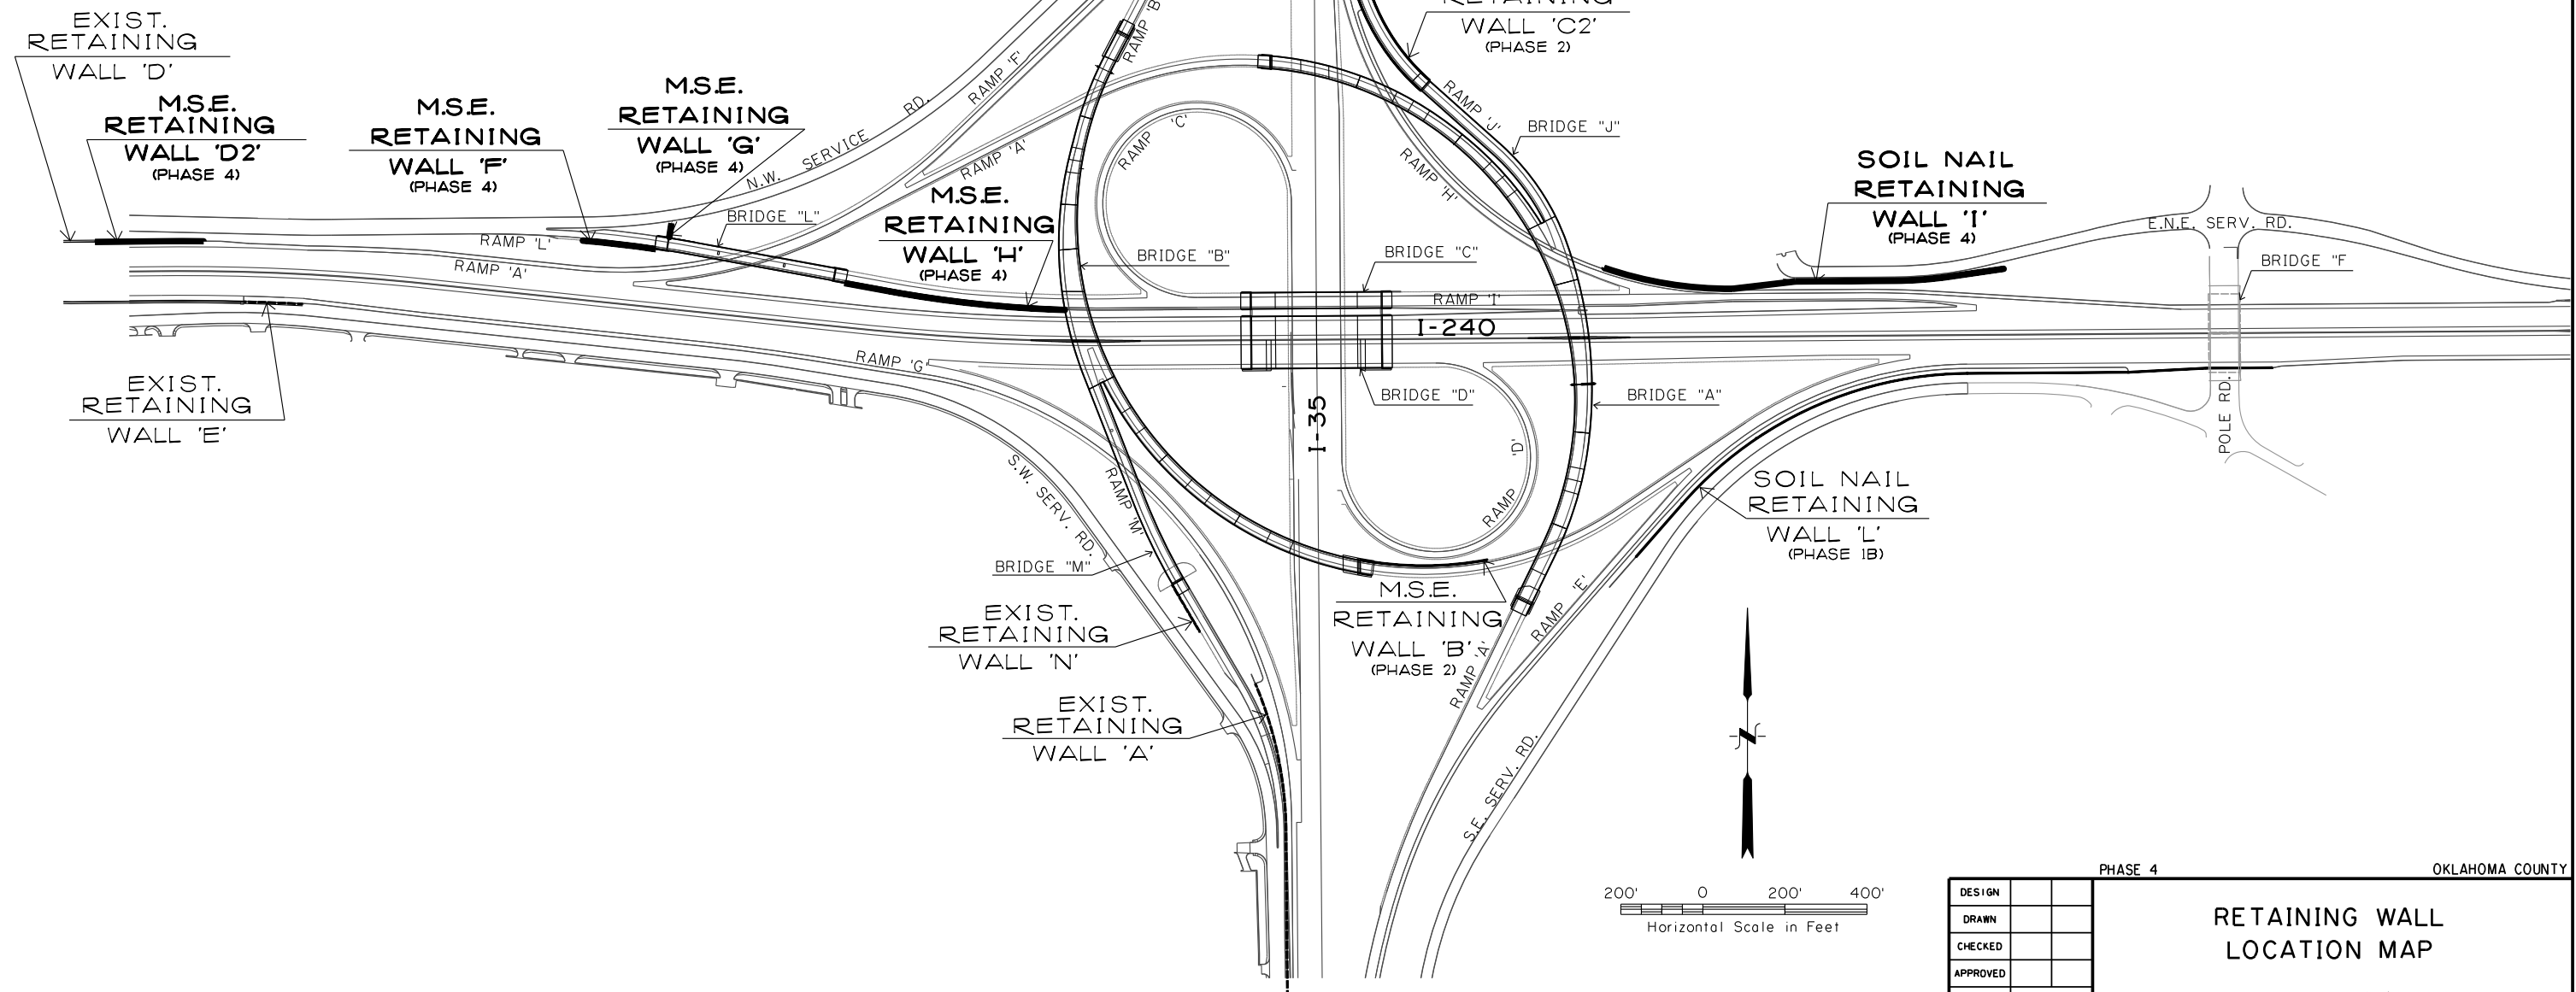 EXIST.
RETAINING
WALL 'D'
M.S.E.
RETAINING
WALL 'D2'
(PHASE 4)
M.S.E.
RETAINING
WALL 'F'
(PHASE 4)
M.S.E.
RETAINING
WALL 'G'
(PHASE 4)
N.W. SERVICE RD.
RAMP 'F'
RAMP 'A'
RAMP 'B'
RAMP 'C'
RETAINING
WALL 'C2'
(PHASE 2)
RAMP 'J'
BRIDGE "J"
RAMP 'H'
M.S.E.
RETAINING
WALL 'H'
(PHASE 4)
BRIDGE "L"
RAMP 'L'
RAMP 'A'
BRIDGE "B"
BRIDGE "C"
RAMP 'I'
I-240
SOIL NAIL
RETAINING
WALL 'I'
(PHASE 4)
E.N.E. SERV. RD.
BRIDGE "F
EXIST.
RETAINING
WALL 'E'
RAMP 'G'
BRIDGE "D"
I-35
BRIDGE "A"
POLE RD.
RAMP 'D'
S.W. SERV. RD.
RAMP 'M'
BRIDGE "M"
SOIL NAIL
RETAINING
WALL 'L'
(PHASE 1B)
M.S.E.
RETAINING
WALL 'B'
(PHASE 2)
RAMP 'E'
RAMP 'A'
EXIST.
RETAINING
WALL 'N'
EXIST.
RETAINING
WALL 'A'
S.E. SERV. RD.
N
200' 0 200' 400'
Horizontal Scale in Feet
PHASE 4 OKLAHOMA COUNTY
DESIGN
DRAWN
CHECKED
APPROVED
RETAINING WALL
LOCATION MAP